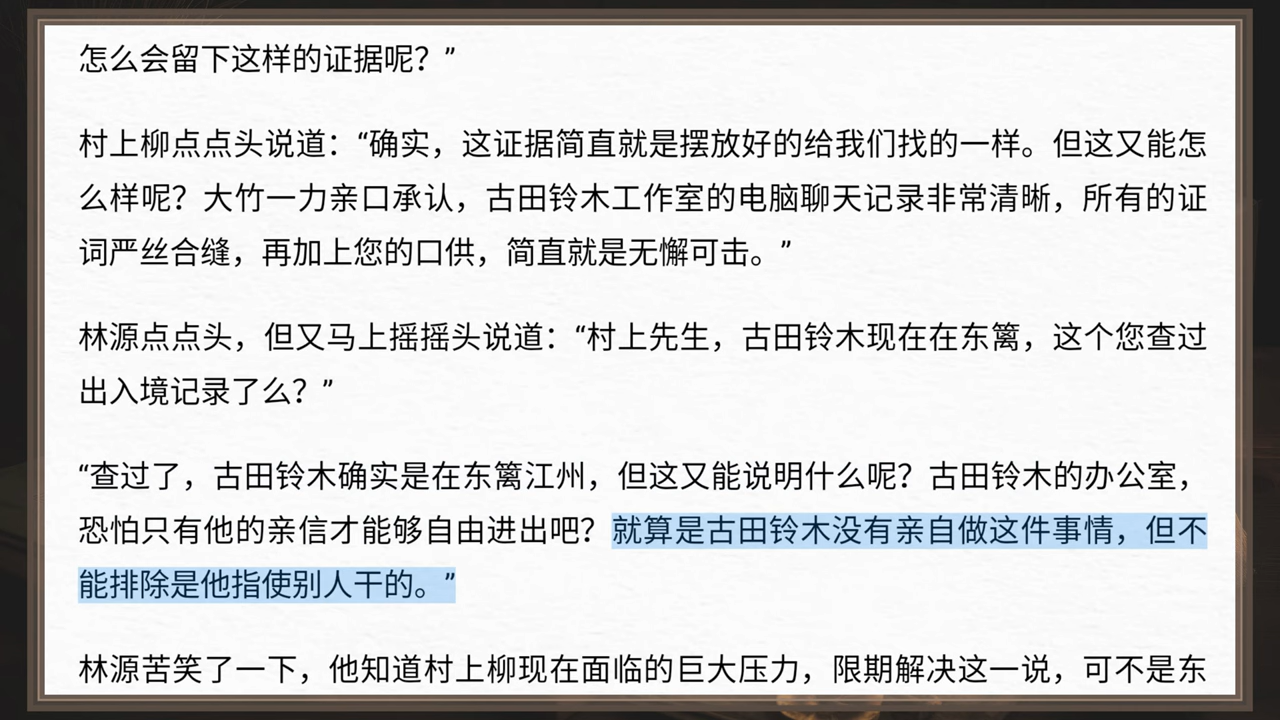 怎么会留下这样的证据呢？”
村上柳点点头说道：“确实，这证据简直就是摆放好的给我们找的一样。但这又能怎
么样呢？大竹一力亲口承认，古田铃木工作室的电脑聊天记录非常清晰，所有的证
词严丝合缝，再加上您的口供，简直就是无懈可击。”
林源点点头，但又马上摇摇头说道：“村上先生，古田铃木现在在东篱，这个您查过
出入境记录了么？”
“查过了，古田铃木确实是在东篱江州，但这又能说明什么呢？古田铃木的办公室，
恐怕只有他的亲信才能够自由进出吧？就算是古田铃木没有亲自做这件事情，但不
能排除是他指使别人干的。”
林源苦笑了一下，他知道村上柳现在面临的巨大压力，限期解决这一说，可不是东